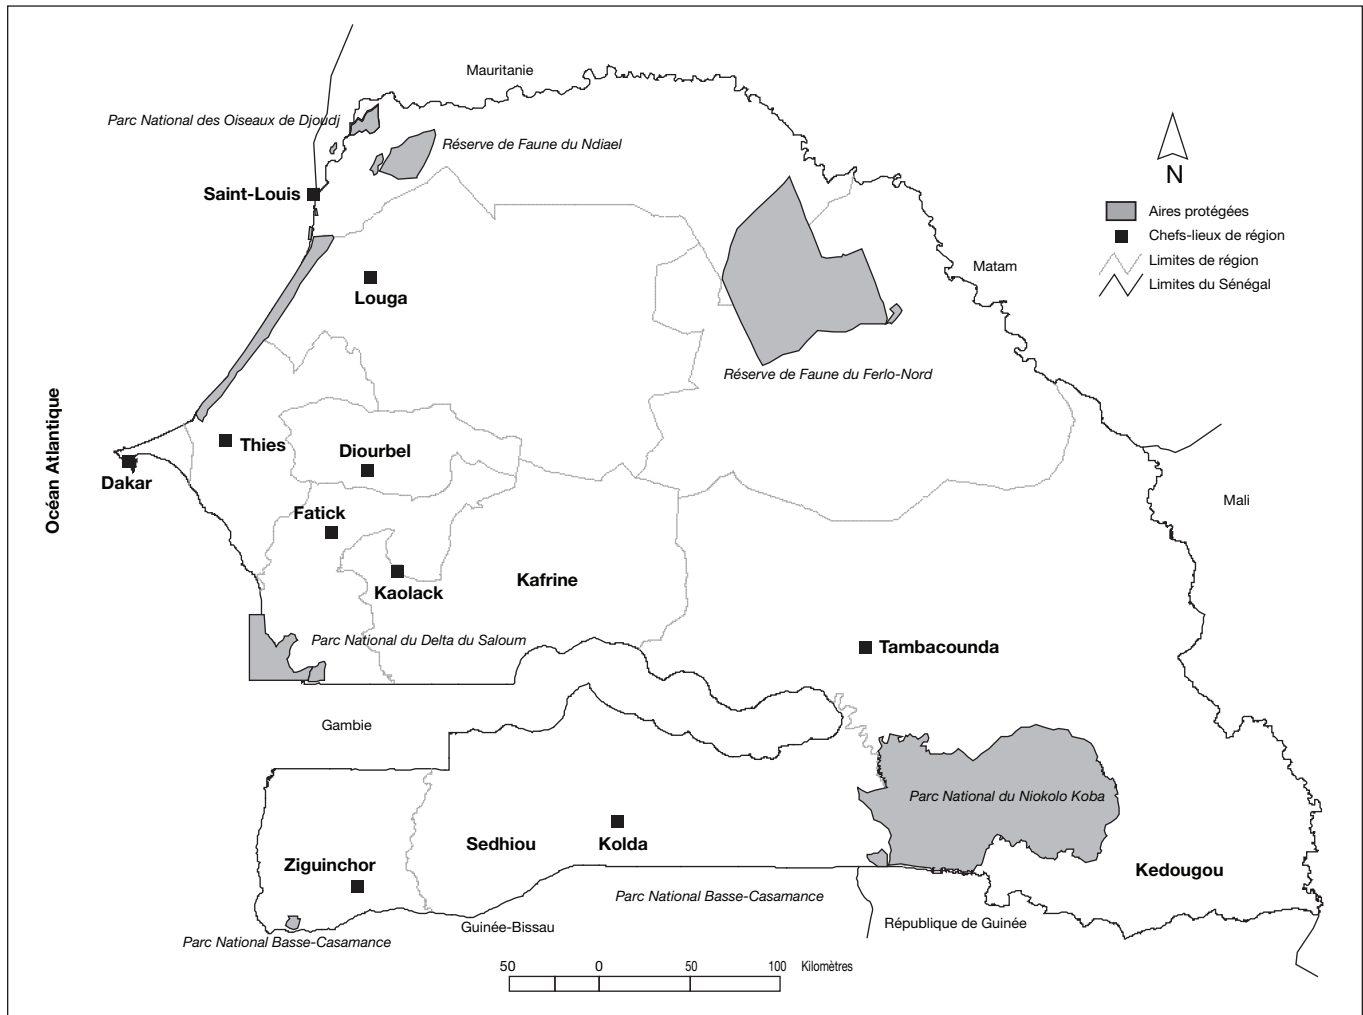 Mauritanie
Parc National des Oiseaux de Djoudj
Réserve de Faune du Ndiael
Saint-Louis
N
Aires protégées
Chefs-lieux de région
Limites de région
Limites du Sénégal
Matam
Louga
Réserve de Faune du Ferlo-Nord
Océan Atlantique
Thies
Diourbel
Dakar
Mali
Fatick
Kaolack
Kafrine
Parc National du Delta du Saloum
Tambacounda
Gambie
Parc National du Niokolo Koba
Sedhiou
Kolda
Ziguinchor
Kedougou
Parc National Basse-Casamance
République de Guinée
Guinée-Bissau
Parc National Basse-Casamance
50 0 50 100 Kilomètres